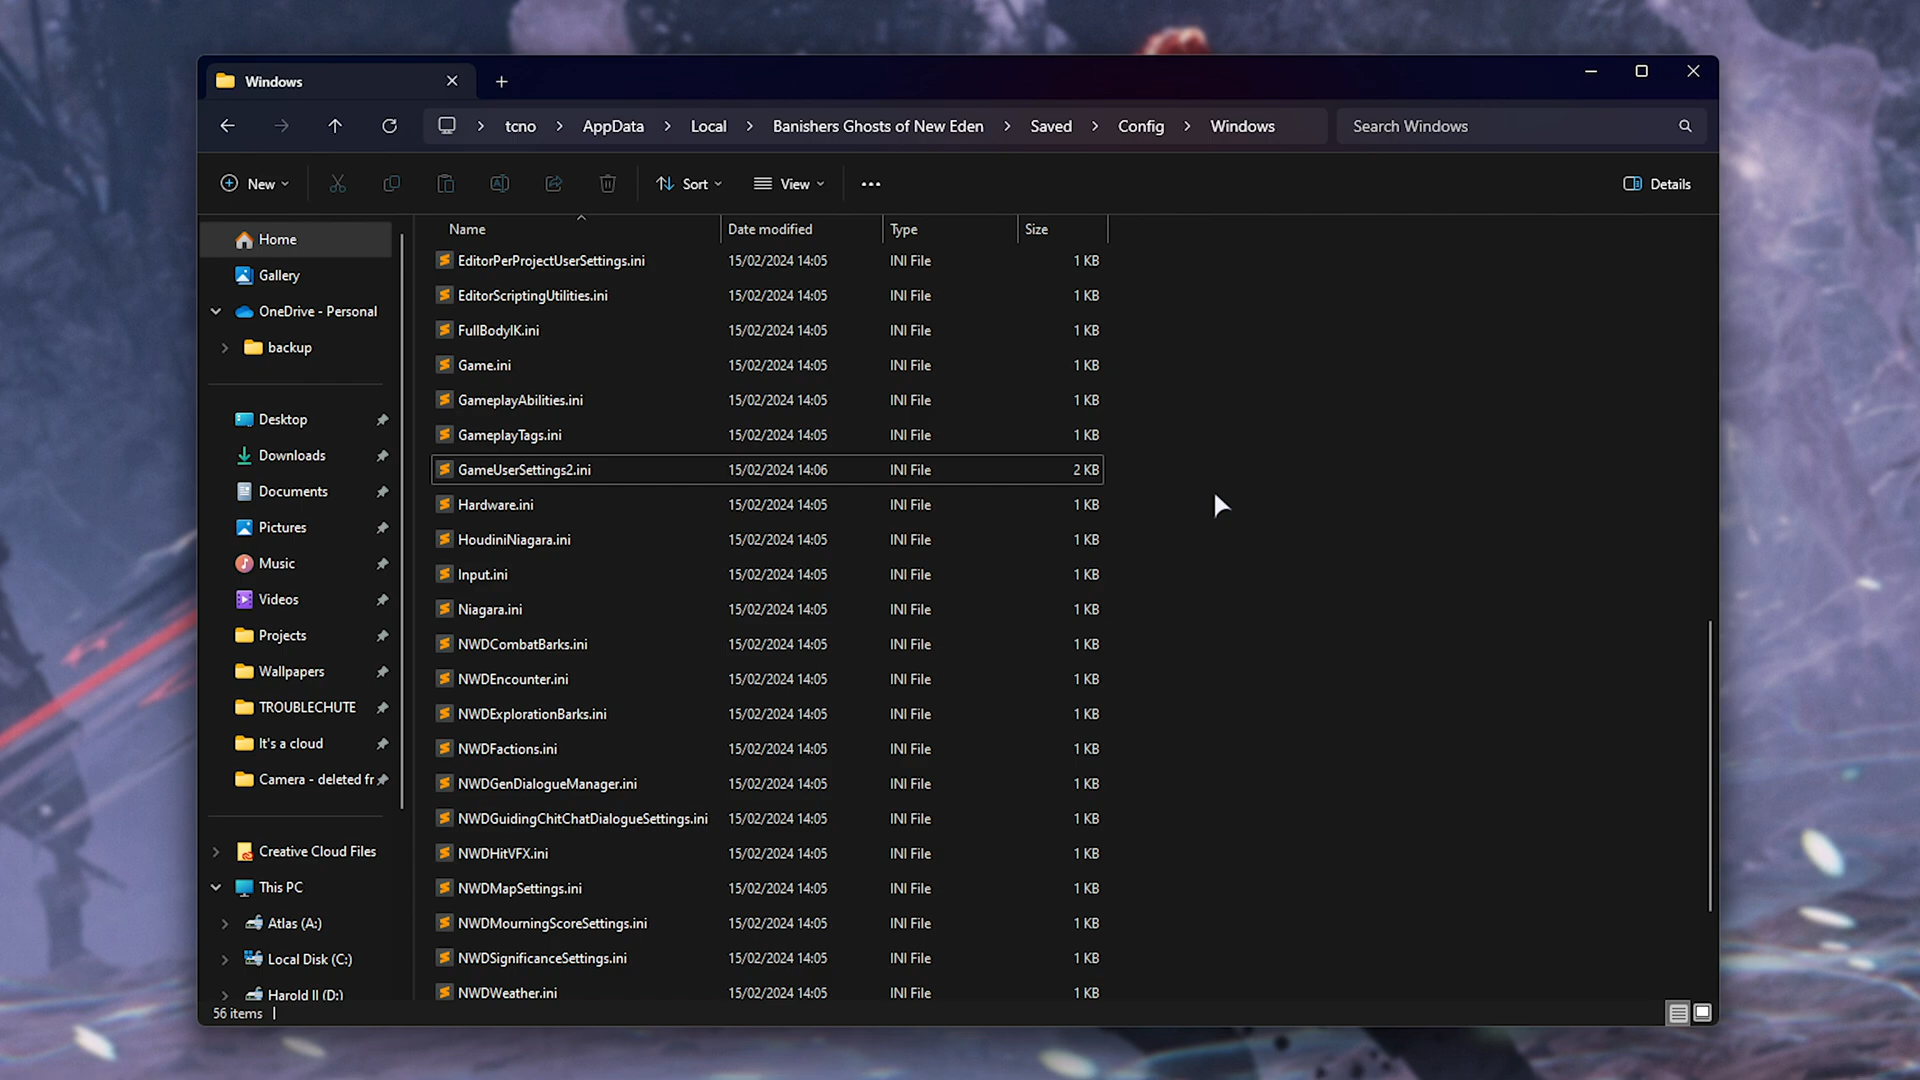 Windows
tcno > AppData > Local > Banishers Ghosts of New Eden > Saved > Config > Windows
Search Windows
New
Sort
View
Details
Home
Gallery
OneDrive - Personal
backup
Desktop
Downloads
Documents
Pictures
Music
Videos
Projects
Wallpapers
TROUBLECHUTE
It's a cloud
Camera - deleted fr
Creative Cloud Files
This PC
Atlas (A:)
Local Disk (C:)
Harold II (D:)
Name Date modified Type Size
EditorPerProjectUserSettings.ini 15/02/2024 14:05 INI File 1 KB
EditorScriptingUtilities.ini 15/02/2024 14:05 INI File 1 KB
FullBodyIK.ini 15/02/2024 14:05 INI File 1 KB
Game.ini 15/02/2024 14:05 INI File 1 KB
GameplayAbilities.ini 15/02/2024 14:05 INI File 1 KB
GameplayTags.ini 15/02/2024 14:05 INI File 1 KB
GameUserSettings2.ini 15/02/2024 14:06 INI File 2 KB
Hardware.ini 15/02/2024 14:05 INI File 1 KB
HoudiniNiagara.ini 15/02/2024 14:05 INI File 1 KB
Input.ini 15/02/2024 14:05 INI File 1 KB
Niagara.ini 15/02/2024 14:05 INI File 1 KB
NWDCombatBarks.ini 15/02/2024 14:05 INI File 1 KB
NWDEncounter.ini 15/02/2024 14:05 INI File 1 KB
NWDExplorationBarks.ini 15/02/2024 14:05 INI File 1 KB
NWDFactions.ini 15/02/2024 14:05 INI File 1 KB
NWDGenDialogueManager.ini 15/02/2024 14:05 INI File 1 KB
NWDGuidingChitChatDialogueSettings.ini 15/02/2024 14:05 INI File 1 KB
NWDHitVFX.ini 15/02/2024 14:05 INI File 1 KB
NWDMapSettings.ini 15/02/2024 14:05 INI File 1 KB
NWDMourningScoreSettings.ini 15/02/2024 14:05 INI File 1 KB
NWDSignificanceSettings.ini 15/02/2024 14:05 INI File 1 KB
NWDWeather.ini 15/02/2024 14:05 INI File 1 KB
56 items